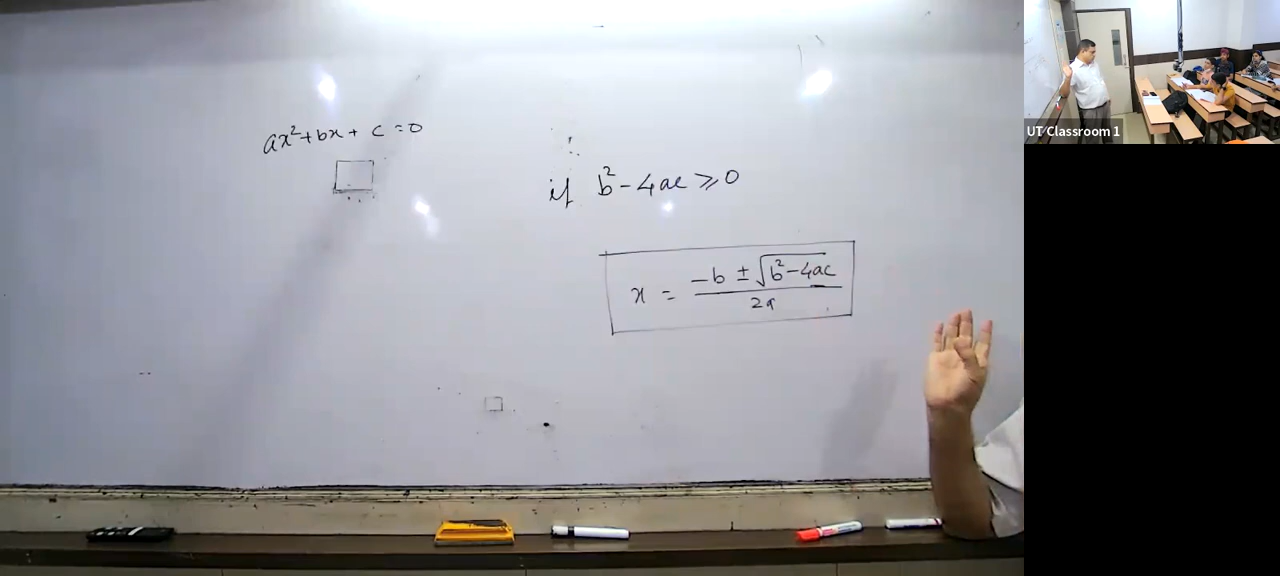 ax²+bx+c=0
if b²-4ac ⩾ 0
x = (-b ± √(b²-4ac)) / 2a
UT Classroom 1